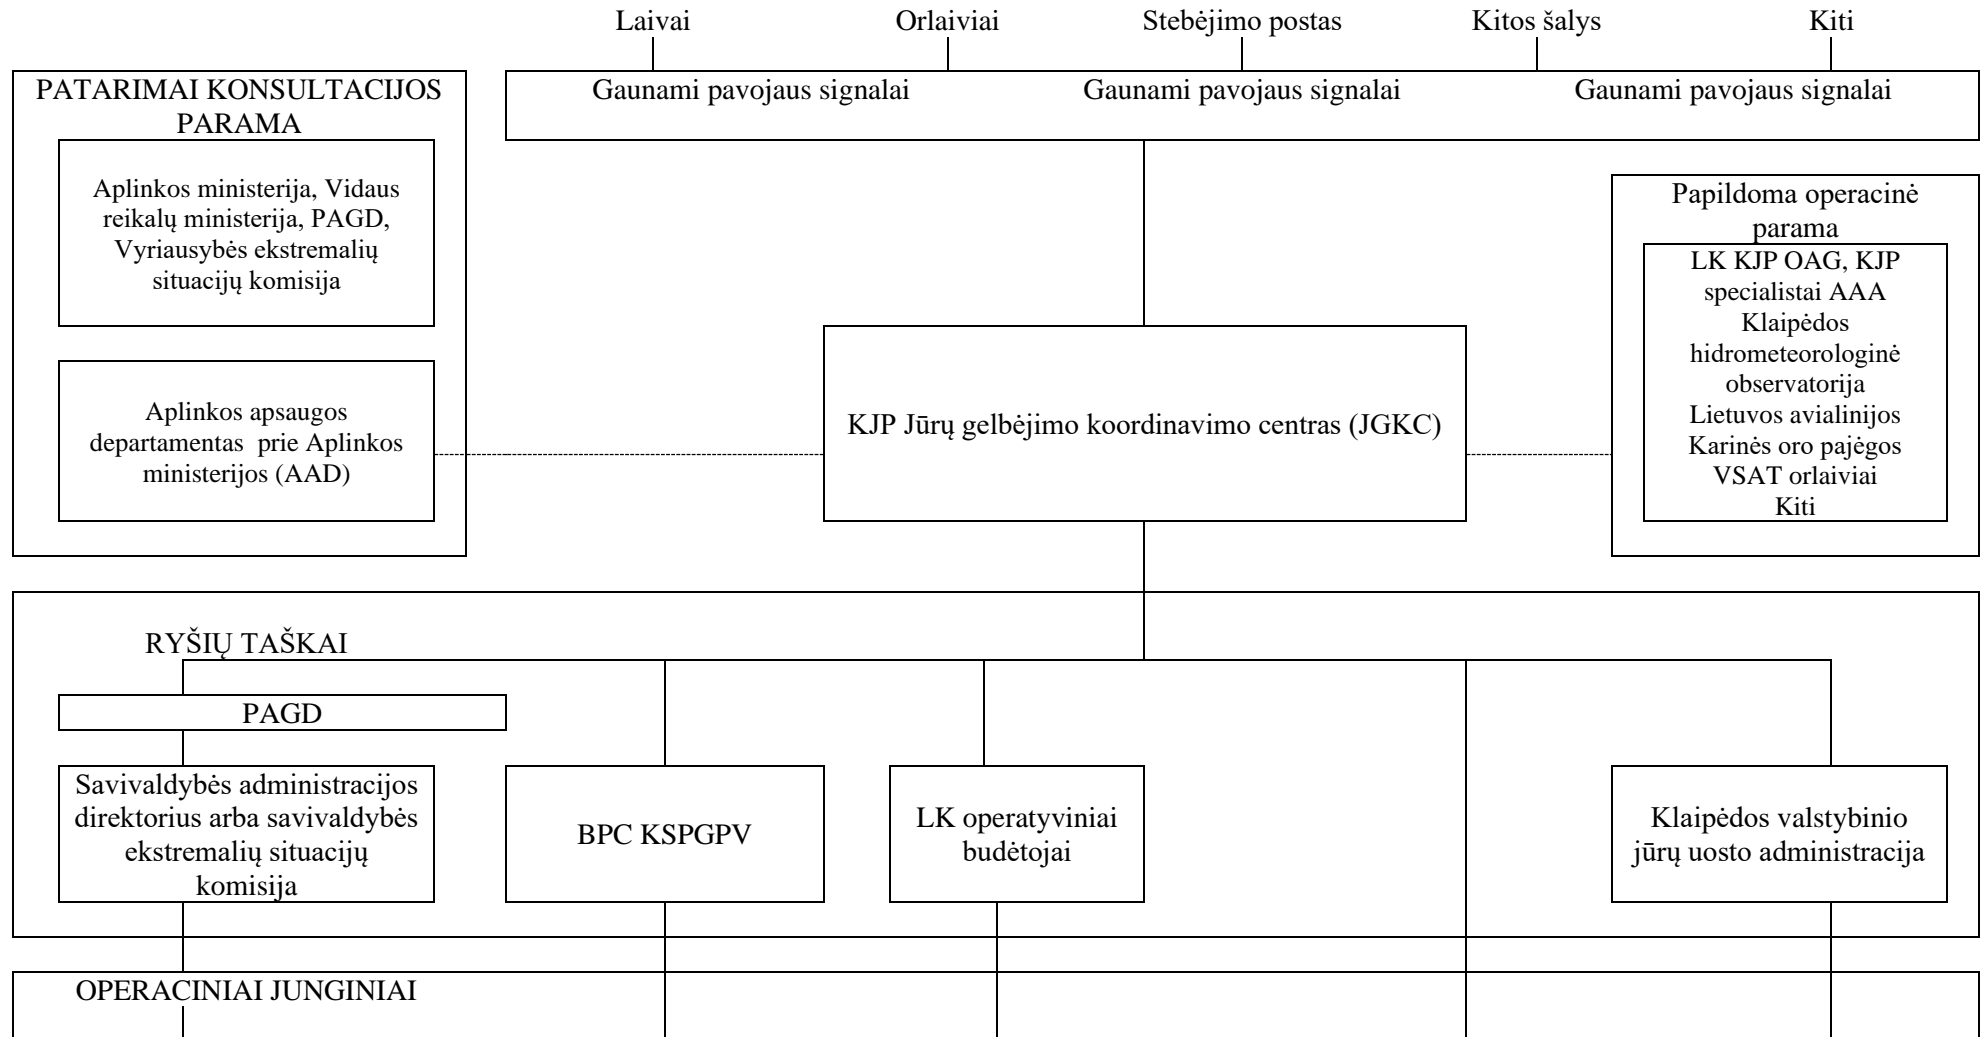 Laivai
Orlaiviai
Stebėjimo postas
Kitos šalys
Kiti
PATARIMAI KONSULTACIJOS
PARAMA
Gaunami pavojaus signalai
Gaunami pavojaus signalai
Gaunami pavojaus signalai
Aplinkos ministerija, Vidaus
reikalų ministerija, PAGD,
Vyriausybės ekstremalių
situacijų komisija
Papildoma operacinė
parama
LK KJP OAG, KJP
specialistai AAA
Klaipėdos
hidrometeorologinė
observatorija
Lietuvos avialinijos
Karinės oro pajėgos
VSAT orlaiviai
Kiti
Aplinkos apsaugos
departamentas prie Aplinkos
ministerijos (AAD)
KJP Jūrų gelbėjimo koordinavimo centras (JGKC)
RYŠIŲ TAŠKAI
PAGD
Savivaldybės administracijos
direktorius arba savivaldybės
ekstremalių situacijų
komisija
BPC KSPGPV
LK operatyviniai
budėtojai
Klaipėdos valstybinio
jūrų uosto administracija
OPERACINIAI JUNGINIAI